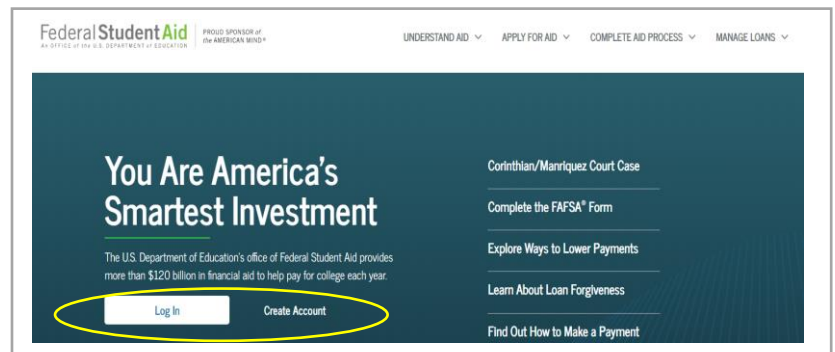 Federal Student Aid
An OFFICE of the U.S. DEPARTMENT of EDUCATION
PROUD SPONSOR of
the AMERICAN MIND®
UNDERSTAND AID
APPLY FOR AID
COMPLETE AID PROCESS
MANAGE LOANS
You Are America's
Smartest Investment
The U.S. Department of Education's office of Federal Student Aid provides
more than $120 billion in financial aid to help pay for college each year.
Log In
Create Account
Corinthian/Manriquez Court Case
Complete the FAFSA® Form
Explore Ways to Lower Payments
Learn About Loan Forgiveness
Find Out How to Make a Payment